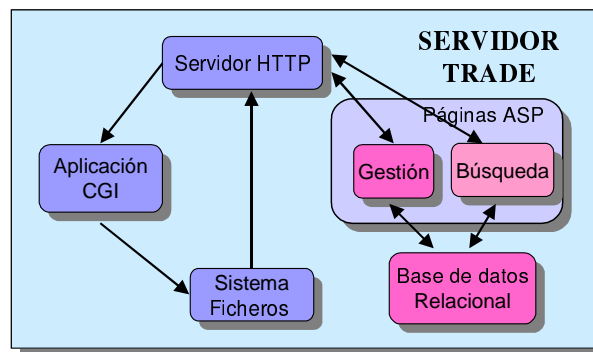 SERVIDOR
TRADE
Servidor HTTP
Páginas ASP
Aplicación
CGI
Gestión
Búsqueda
Sistema
Ficheros
Base de datos
Relacional